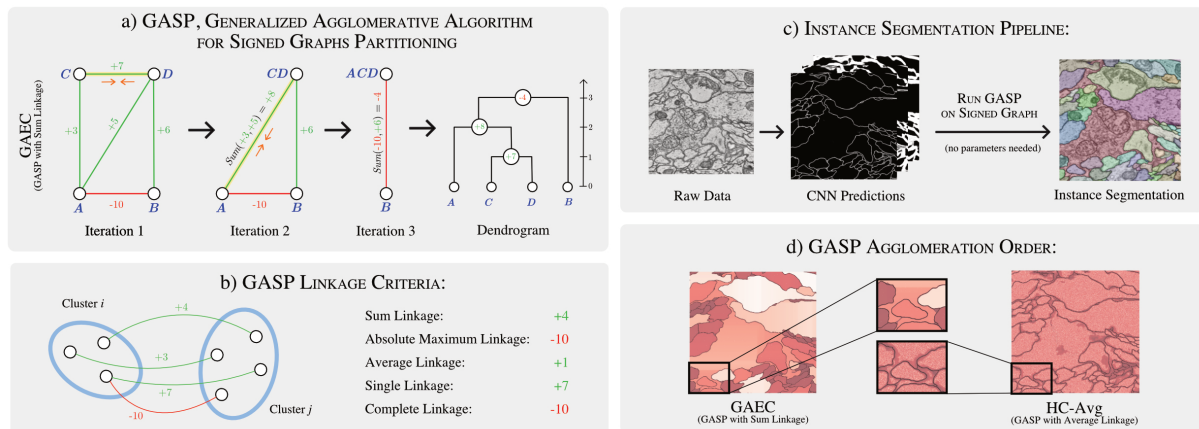 a) GASP, Generalized Agglomerative Algorithm
for Signed Graphs Partitioning
GAEC
(GASP with Sum Linkage)
C
+7
D
+3
+5
+6
A
-10
B
Iteration 1
CD
Sum(+3,+5) = +8
+6
A
-10
B
Iteration 2
ACD
Sum(-10,+6) = -4
B
Iteration 3
-4
+8
+7
3
2
1
0
A
C
D
B
Dendrogram
b) GASP Linkage Criteria:
Cluster i
+4
+3
+7
-10
Cluster j
Sum Linkage: +4
Absolute Maximum Linkage: -10
Average Linkage: +1
Single Linkage: +7
Complete Linkage: -10
c) Instance Segmentation Pipeline:
Raw Data
CNN Predictions
Run GASP
on Signed Graph
(no parameters needed)
Instance Segmentation
d) GASP Agglomeration Order:
GAEC
(GASP with Sum Linkage)
HC-Avg
(GASP with Average Linkage)